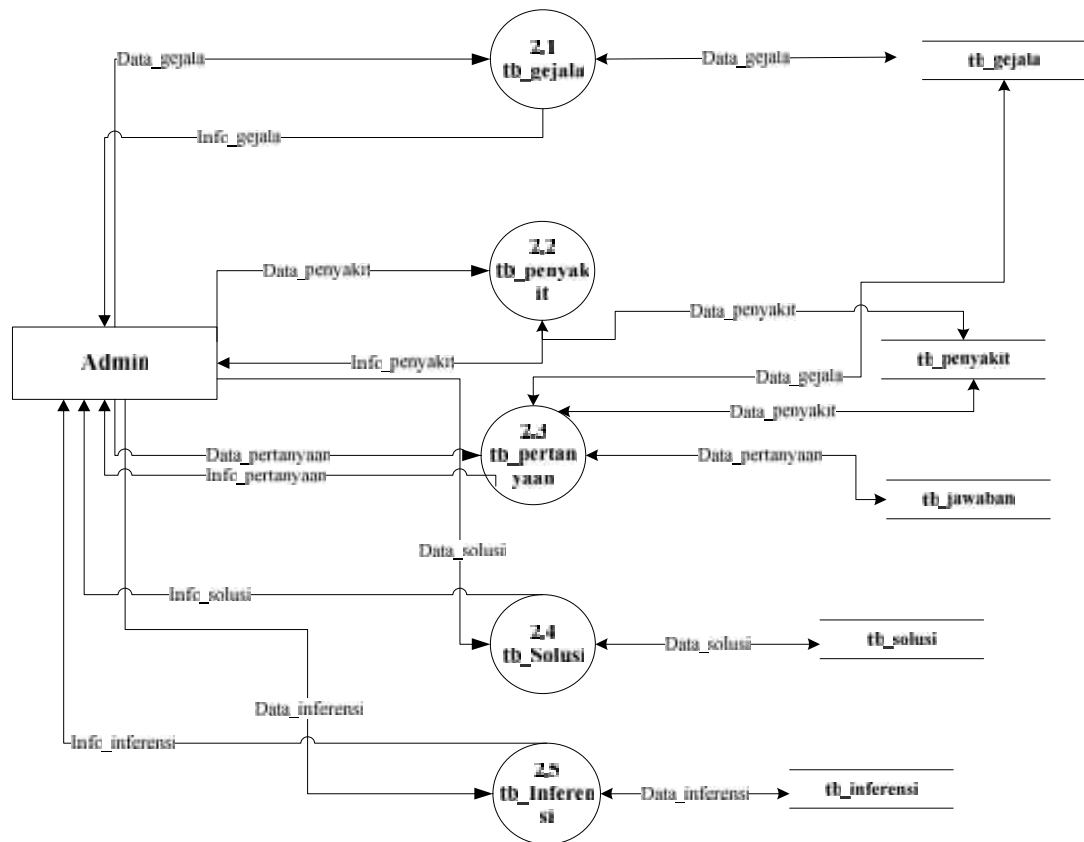 2.1
tb_gejala
Data_gejala
Data_gejala
tb_gejala
Info_gejala
2.2
tb_penyak
it
Data_penyakit
Data_penyakit
Admin
Info_penyakit
tb_penyakit
Data_gejala
Data_penyakit
2.3
tb_pertan
yaan
Data_pertanyaan
Data_pertanyaan
Info_pertanyaan
tb_jawaban
Data_solusi
Info_solusi
2.4
tb_Solusi
Data_solusi
tb_solusi
Data_inferensi
Info_inferensi
2.5
tb_Inferen
si
Data_inferensi
tb_inferensi